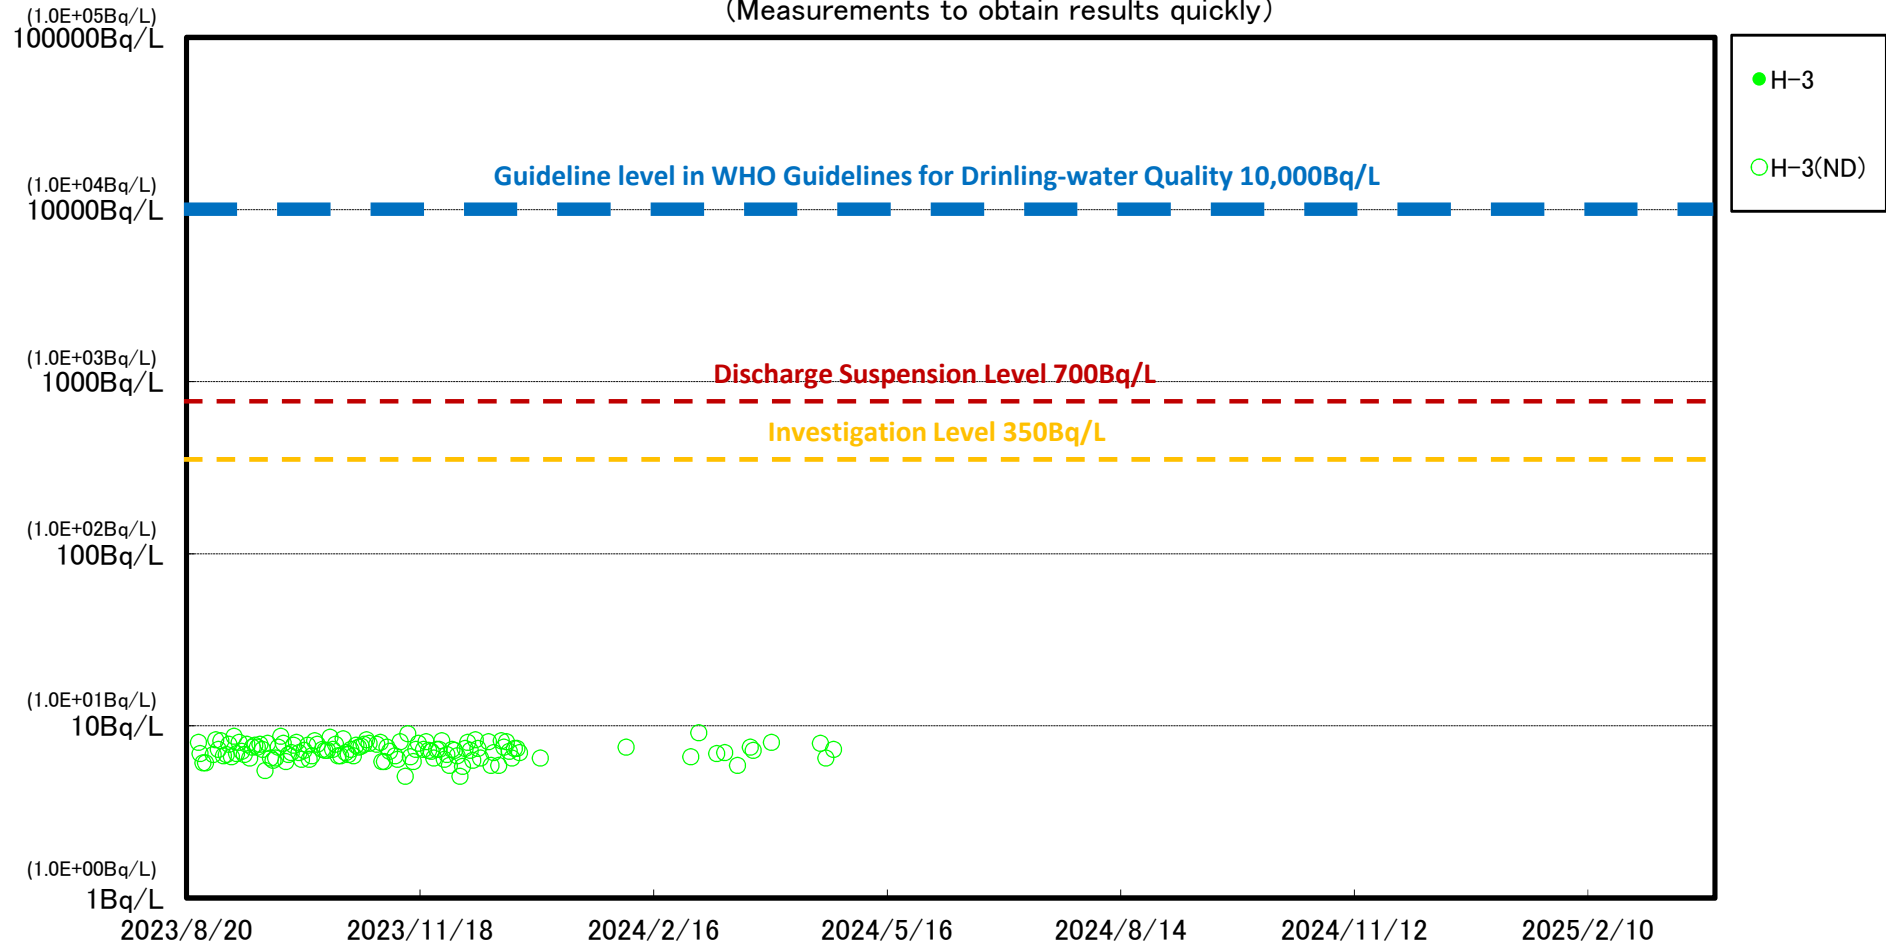 (Measurements to obtain results quickly)
(1.0E+05Bq/L)
100000Bq/L
H-3
H-3(ND)
Guideline level in WHO Guidelines for Drinling-water Quality 10,000Bq/L
(1.0E+04Bq/L)
10000Bq/L
(1.0E+03Bq/L)
1000Bq/L
Discharge Suspension Level 700Bq/L
Investigation Level 350Bq/L
(1.0E+02Bq/L)
100Bq/L
(1.0E+01Bq/L)
10Bq/L
(1.0E+00Bq/L)
1Bq/L
2023/8/20 2023/11/18 2024/2/16 2024/5/16 2024/8/14 2024/11/12 2025/2/10